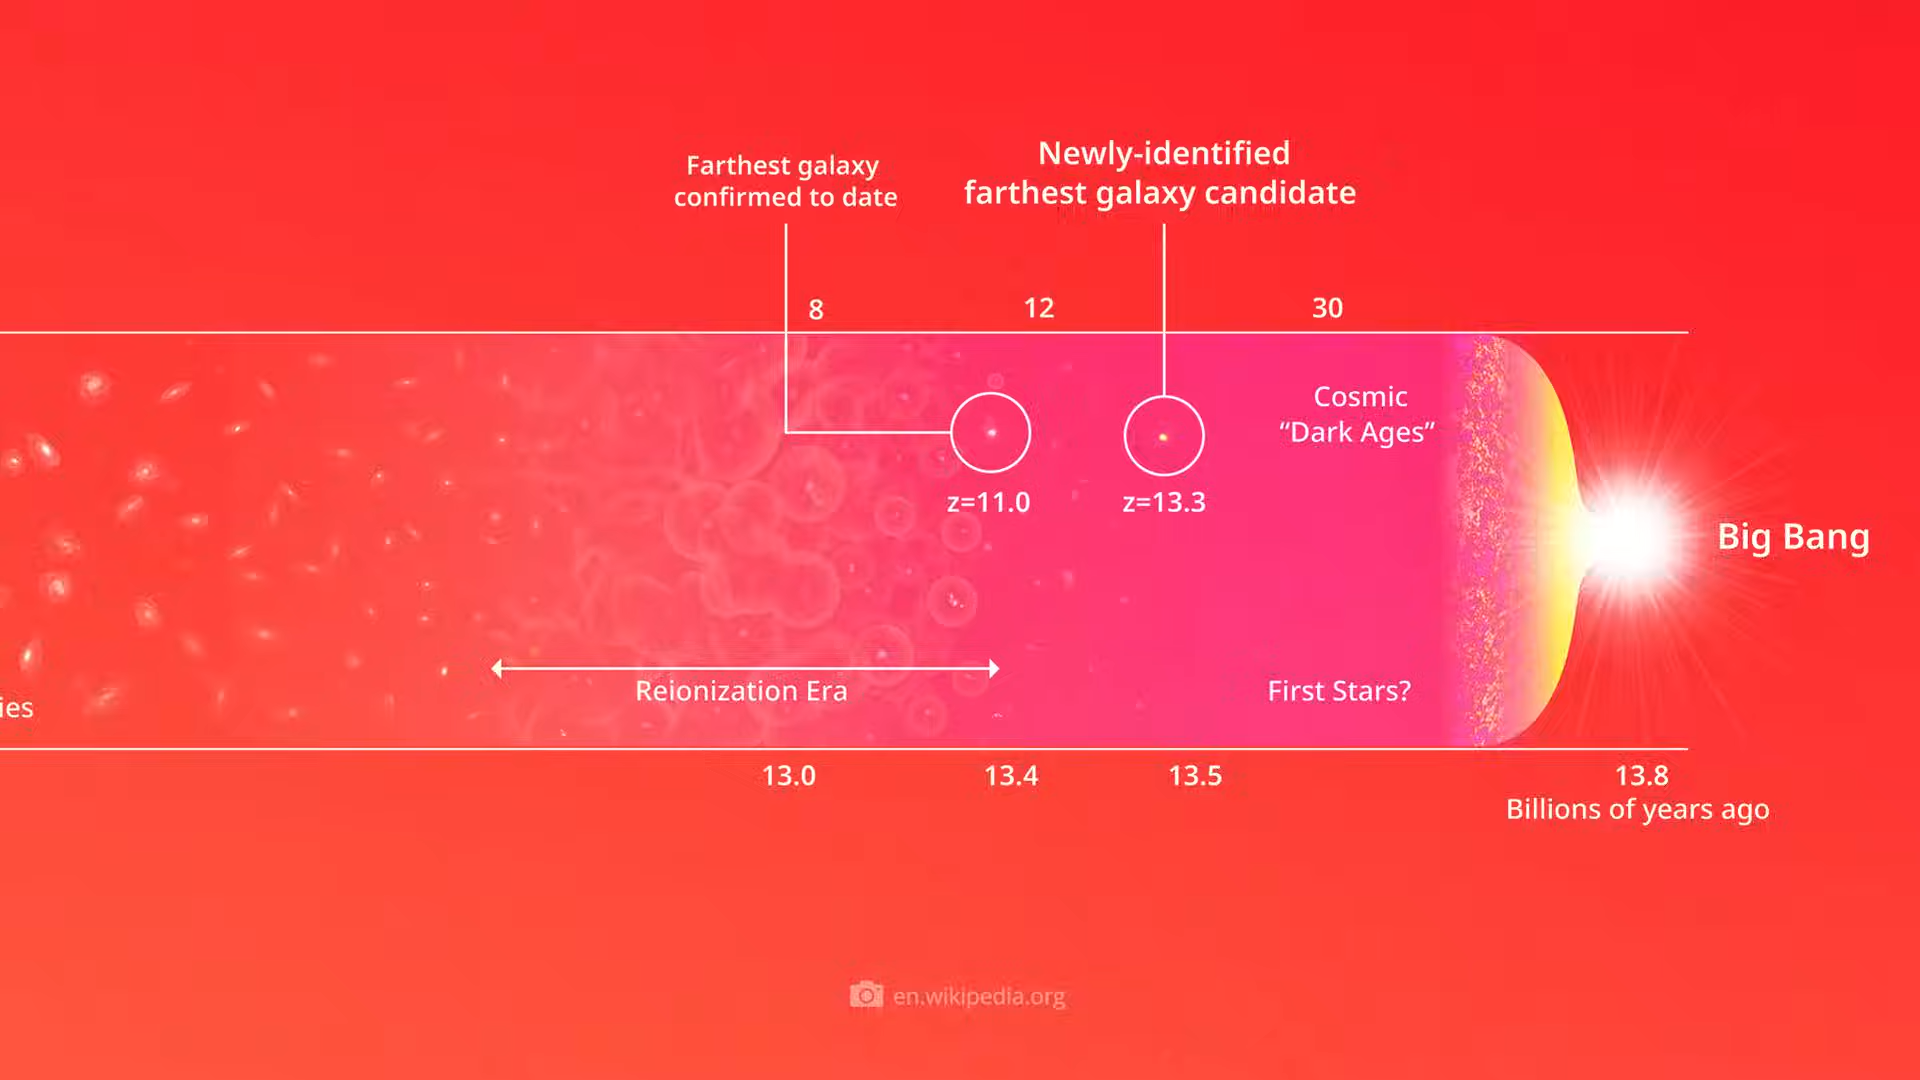 Farthest galaxy
confirmed to date
Newly-identified
farthest galaxy candidate
8
12
30
Cosmic
“Dark Ages”
z=11.0
z=13.3
Big Bang
Reionization Era
First Stars?
ies
13.0
13.4
13.5
13.8
Billions of years ago
en.wikipedia.org